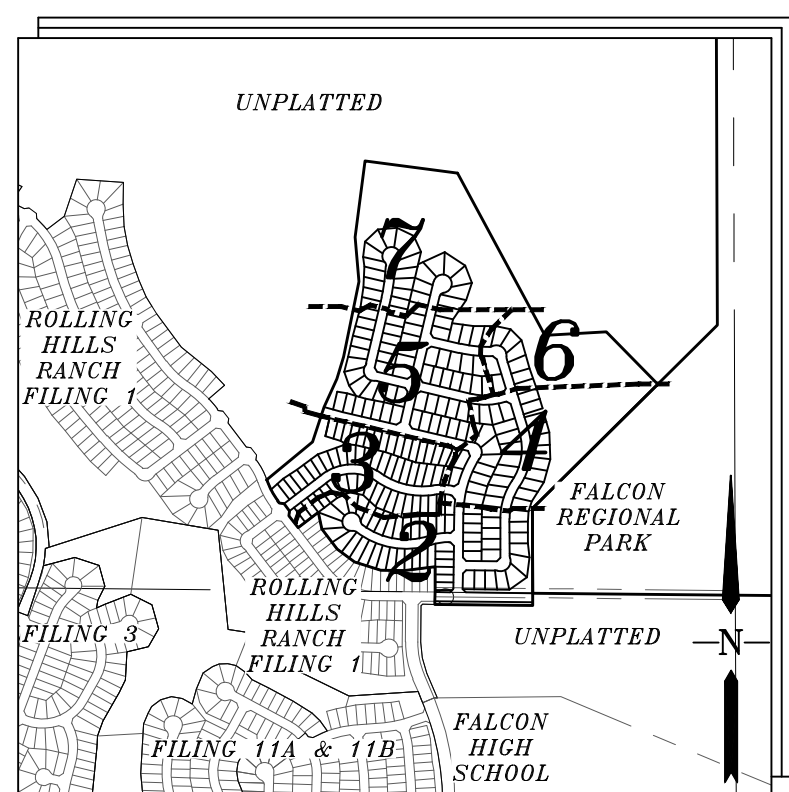 UNPLATTED
7
6
ROLLING
HILLS
RANCH
FILING 1
5
4
3
FALCON
REGIONAL
PARK
2
ROLLING
HILLS
RANCH
FILING 1
FILING 3
UNPLATTED
N
FILING 11A & 11B
FALCON
HIGH
SCHOOL